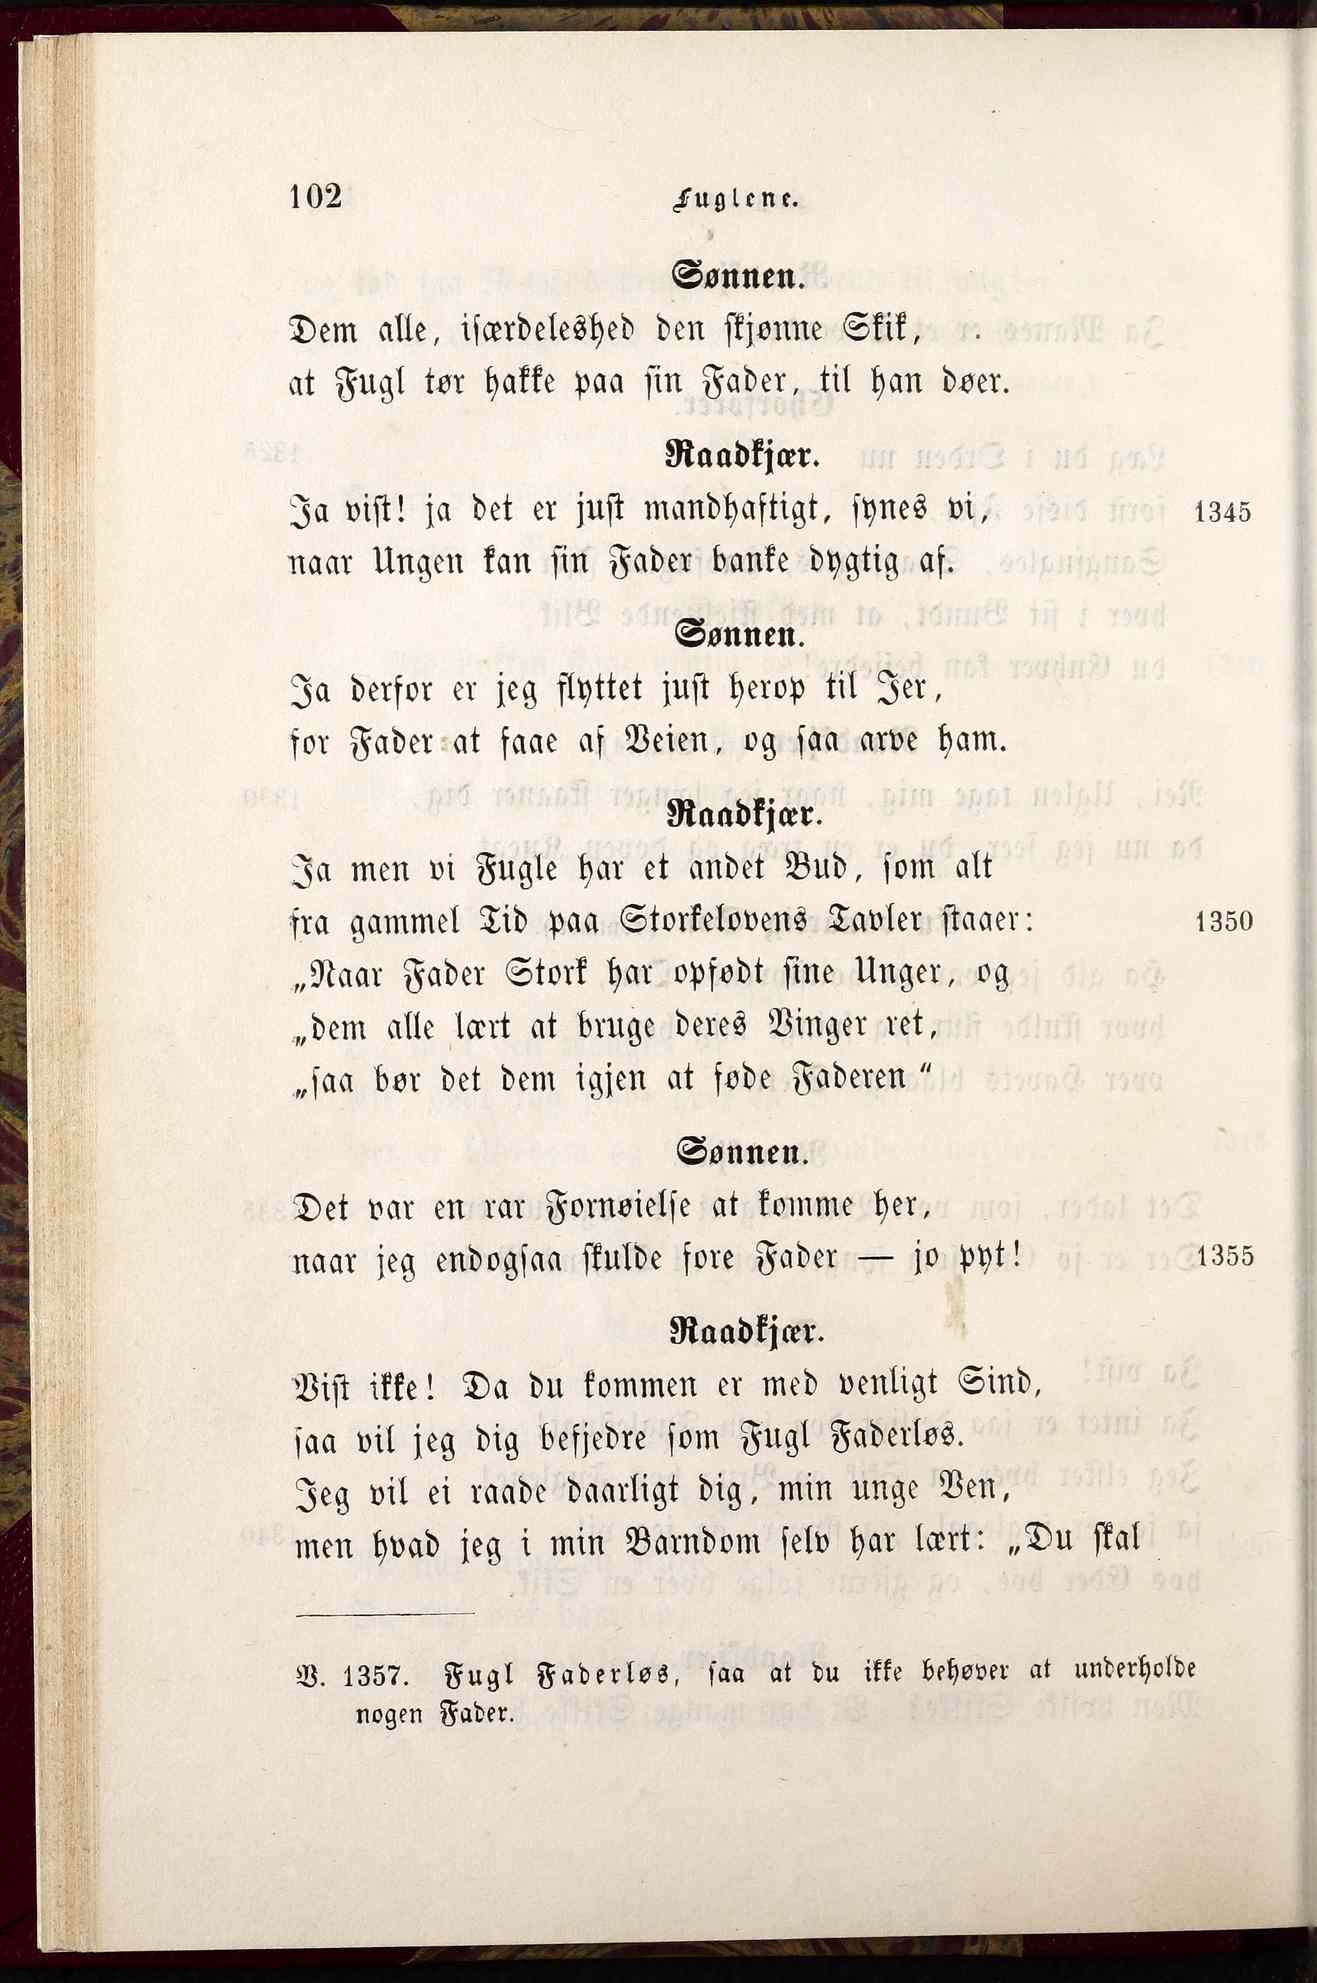 102 Fuglene.
Sønnen.
Dem alle, isærdeleshed den skjønne Skik,
at Fugl tør hakke paa sin Fader, til han døer.
Raadkjær.
Ja vist! ja det er just mandhaftigt, synes vi, 1345
naar Ungen kan sin Fader banke dygtig af.
Sønnen.
Ja derfor er jeg flyttet just herop til Jer,
for Fader at faae af Veien, og saa arve ham.
Raadkjær.
Ja men vi Fugle har et andet Bud, som alt
fra gammel Tid paa Storkelovens Tavler staaer: 1350
„Naar Fader Stork har opfødt sine Unger, og
„dem alle lært at bruge deres Vinger ret,
„saa bør det dem igjen at føde Faderen“
Sønnen.
Det var en rar Fornøielse at komme her,
naar jeg endogsaa skulde fore Fader — jo pyt! 1355
Raadkjær.
Vist ikke! Da du kommen er med venligt Sind,
saa vil jeg dig befjedre som Fugl Faderløs.
Jeg vil ei raade daarligt dig, min unge Ven,
men hvad jeg i min Barndom selv har lært: „Du skal
V. 1357. Fugl Faderløs, saa at du ikke behøver at underholde
nogen Fader.